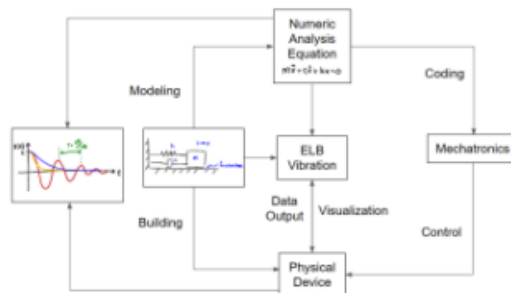 Numeric
Analysis
Equation
Modeling
Coding
ELB
Vibration
Mechatronics
Data
Output
Visualization
Building
Control
Physical
Device